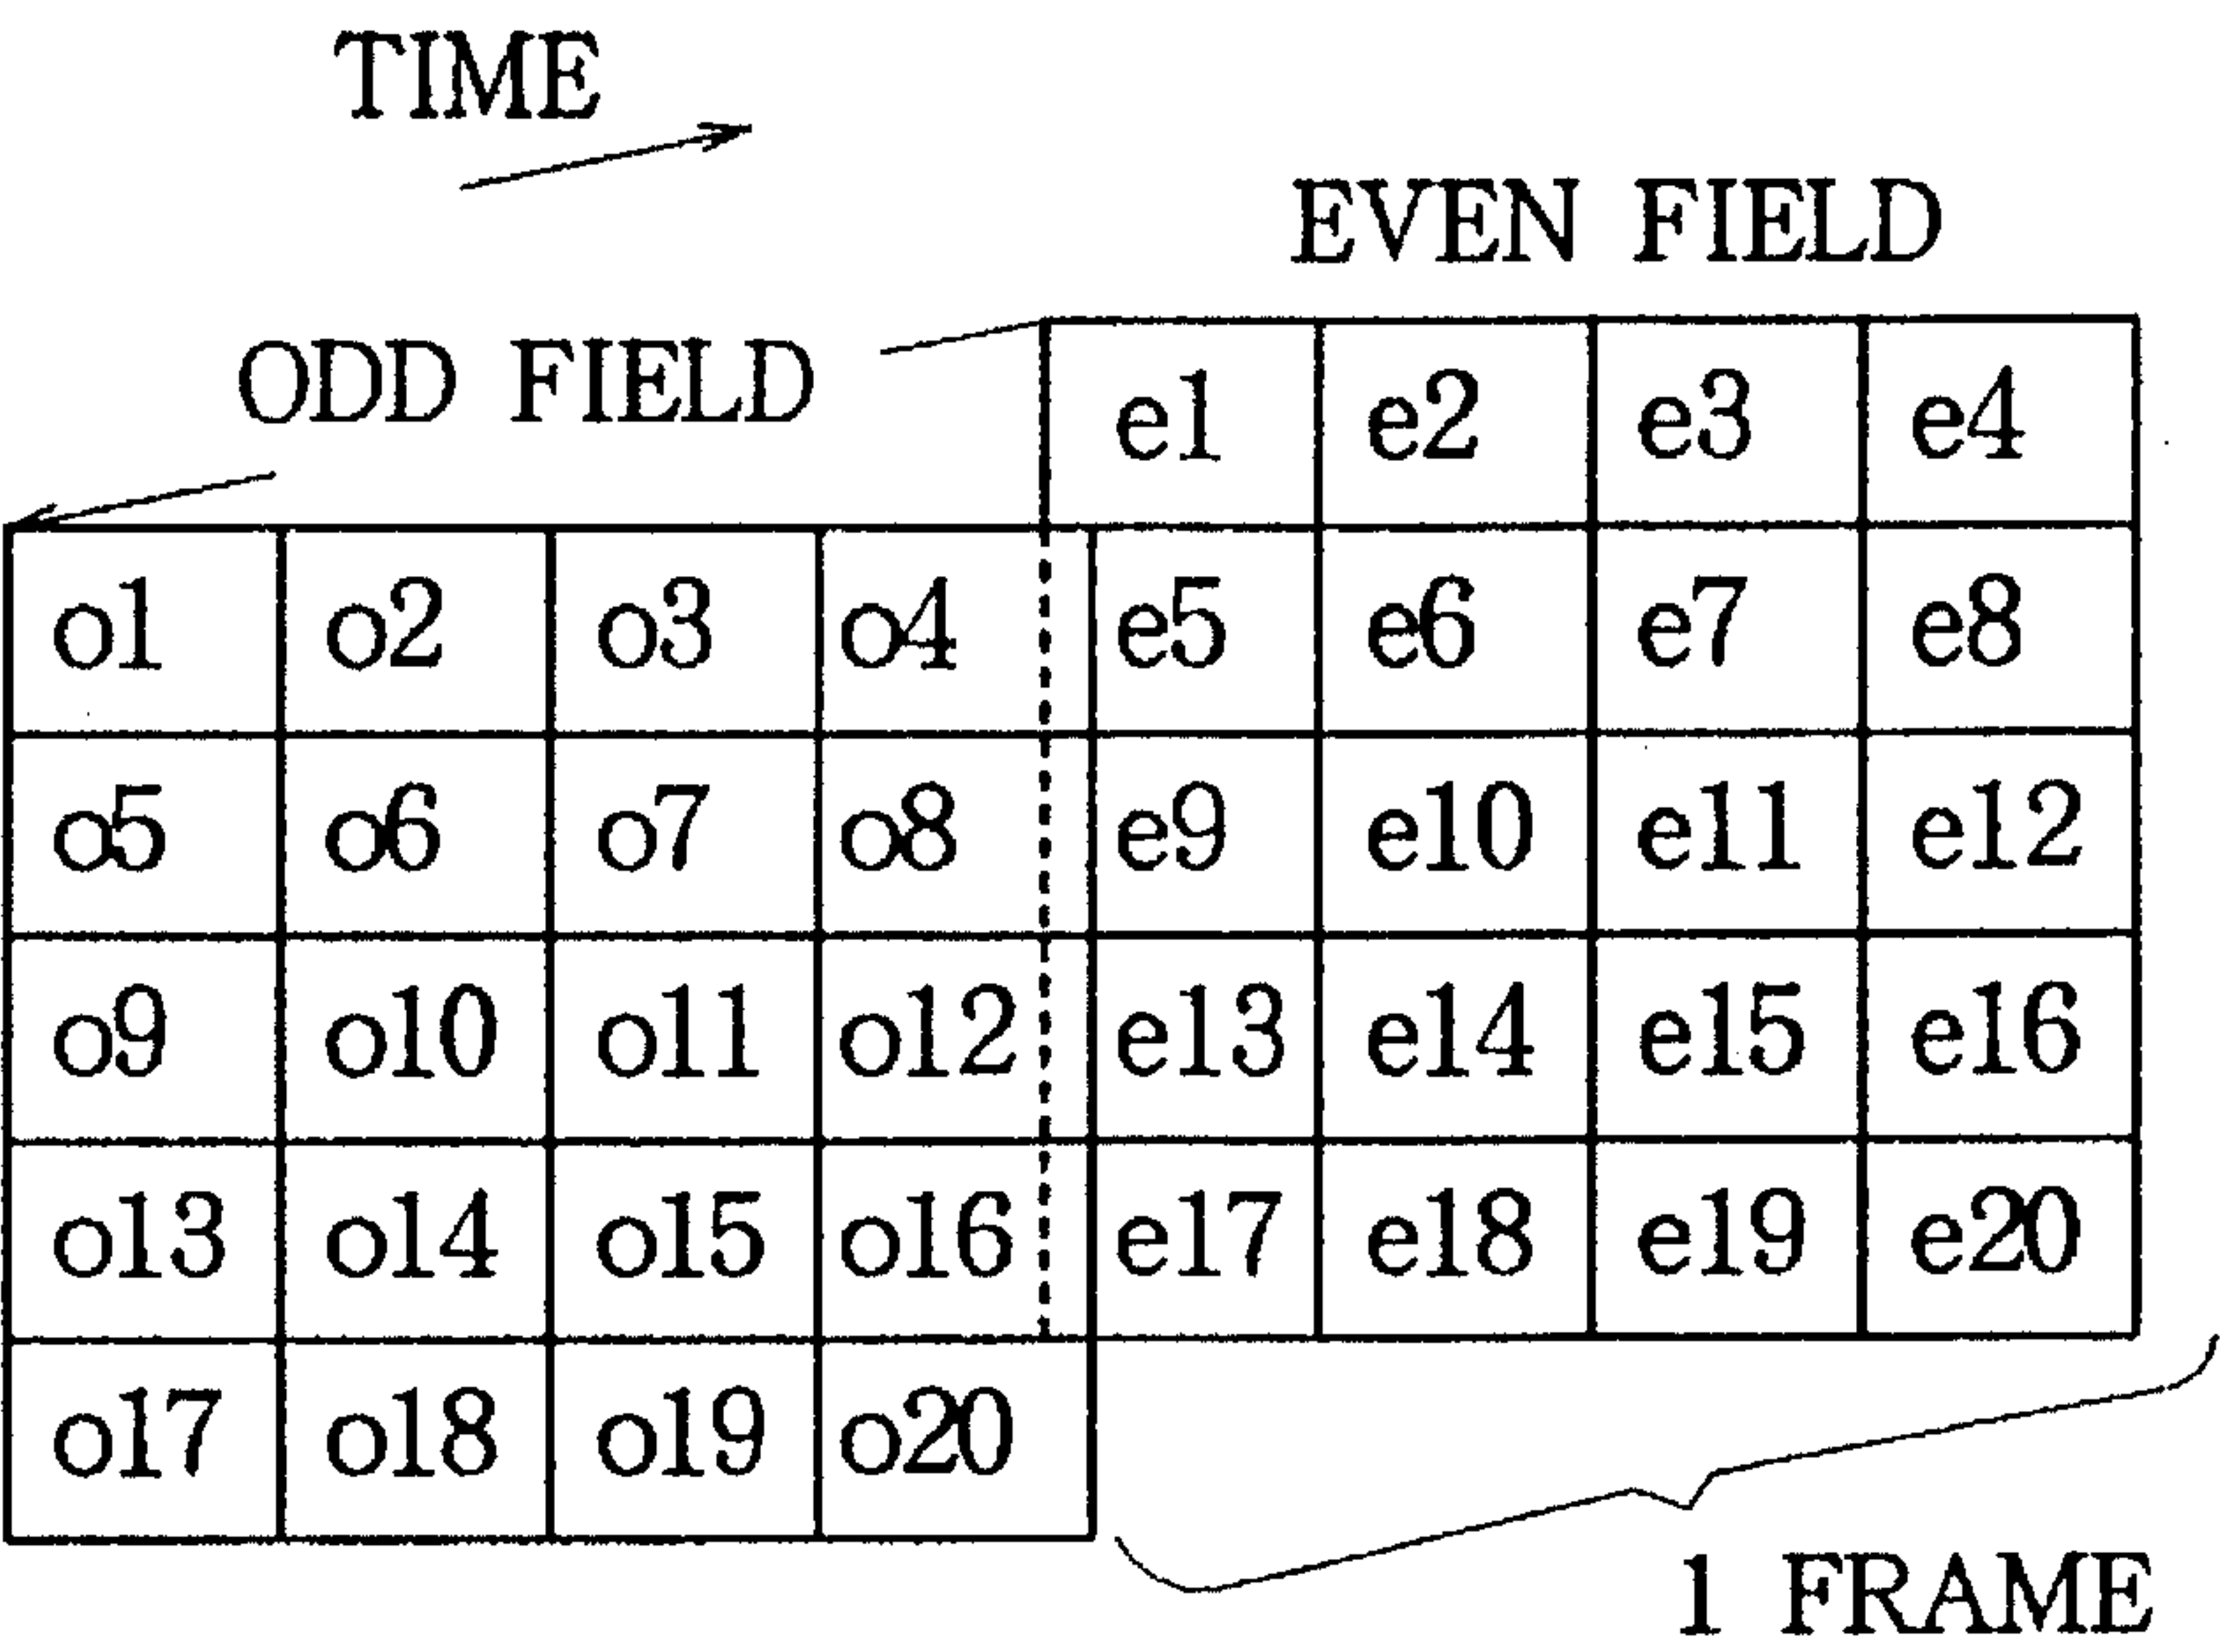 TIME
EVEN FIELD
ODD FIELD
e1 e2 e3 e4
o1 o2 o3 o4 e5 e6 e7 e8
o5 o6 o7 o8 e9 e10 e11 e12
o9 o10 o11 o12 e13 e14 e15 e16
o13 o14 o15 o16 e17 e18 e19 e20
o17 o18 o19 o20
1 FRAME